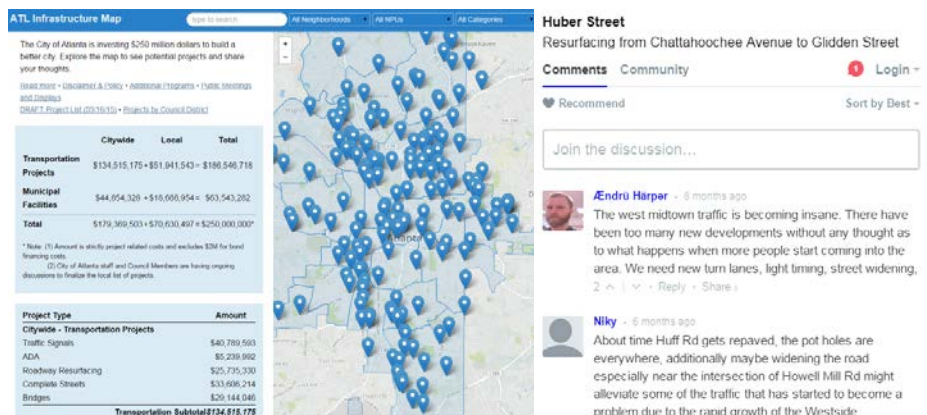 ATL Infrastructure Map
type to search
All Neighborhoods
All NPUs
All Categories
The City of Atlanta is investing $250 million dollars to build a
better city. Explore the map to see potential projects and share
your thoughts.
Read more • Disclaimer & Policy • Additional Programs • Public Meetings
and Displays
DRAFT Project List (03/16/15) • Projects by Council District
Citywide Local Total
Transportation
Projects
$134,515,175 + $51,941,543 = $186,546,718
Municipal
Facilities
$44,854,328 + $18,688,954 = $63,543,282
Total $179,369,503 + $70,630,497 = $250,000,000*
* Note: (1) Amount is strictly project related costs and excludes $2M for bond
financing costs.
(2) City of Atlanta staff and Council Members are having ongoing
discussions to finalize the local list of projects.
Project Type Amount
Citywide - Transportation Projects
Traffic Signals $40,789,593
ADA $5,239,992
Roadway Resurfacing $25,735,330
Complete Streets $33,606,214
Bridges $29,144,046
Transportation Subtotal $134,515,175
+
-
Brookhaven
Atlanta
Huber Street
Resurfacing from Chattahoochee Avenue to Glidden Street
Comments Community 1 Login
Recommend Sort by Best
Join the discussion...
Ændrü Härpər • 6 months ago
The west midtown traffic is becoming insane. There have
been too many new developments without any thought as
to what happens when more people start coming into the
area. We need new turn lanes, light timing, street widening,
2 • Reply • Share ›
Niky • 6 months ago
About time Huff Rd gets repaved, the pot holes are
everywhere, additionally maybe widening the road
especially near the intersection of Howell Mill Rd might
alleviate some of the traffic that has started to become a
problem due to the rapid growth of the Westside